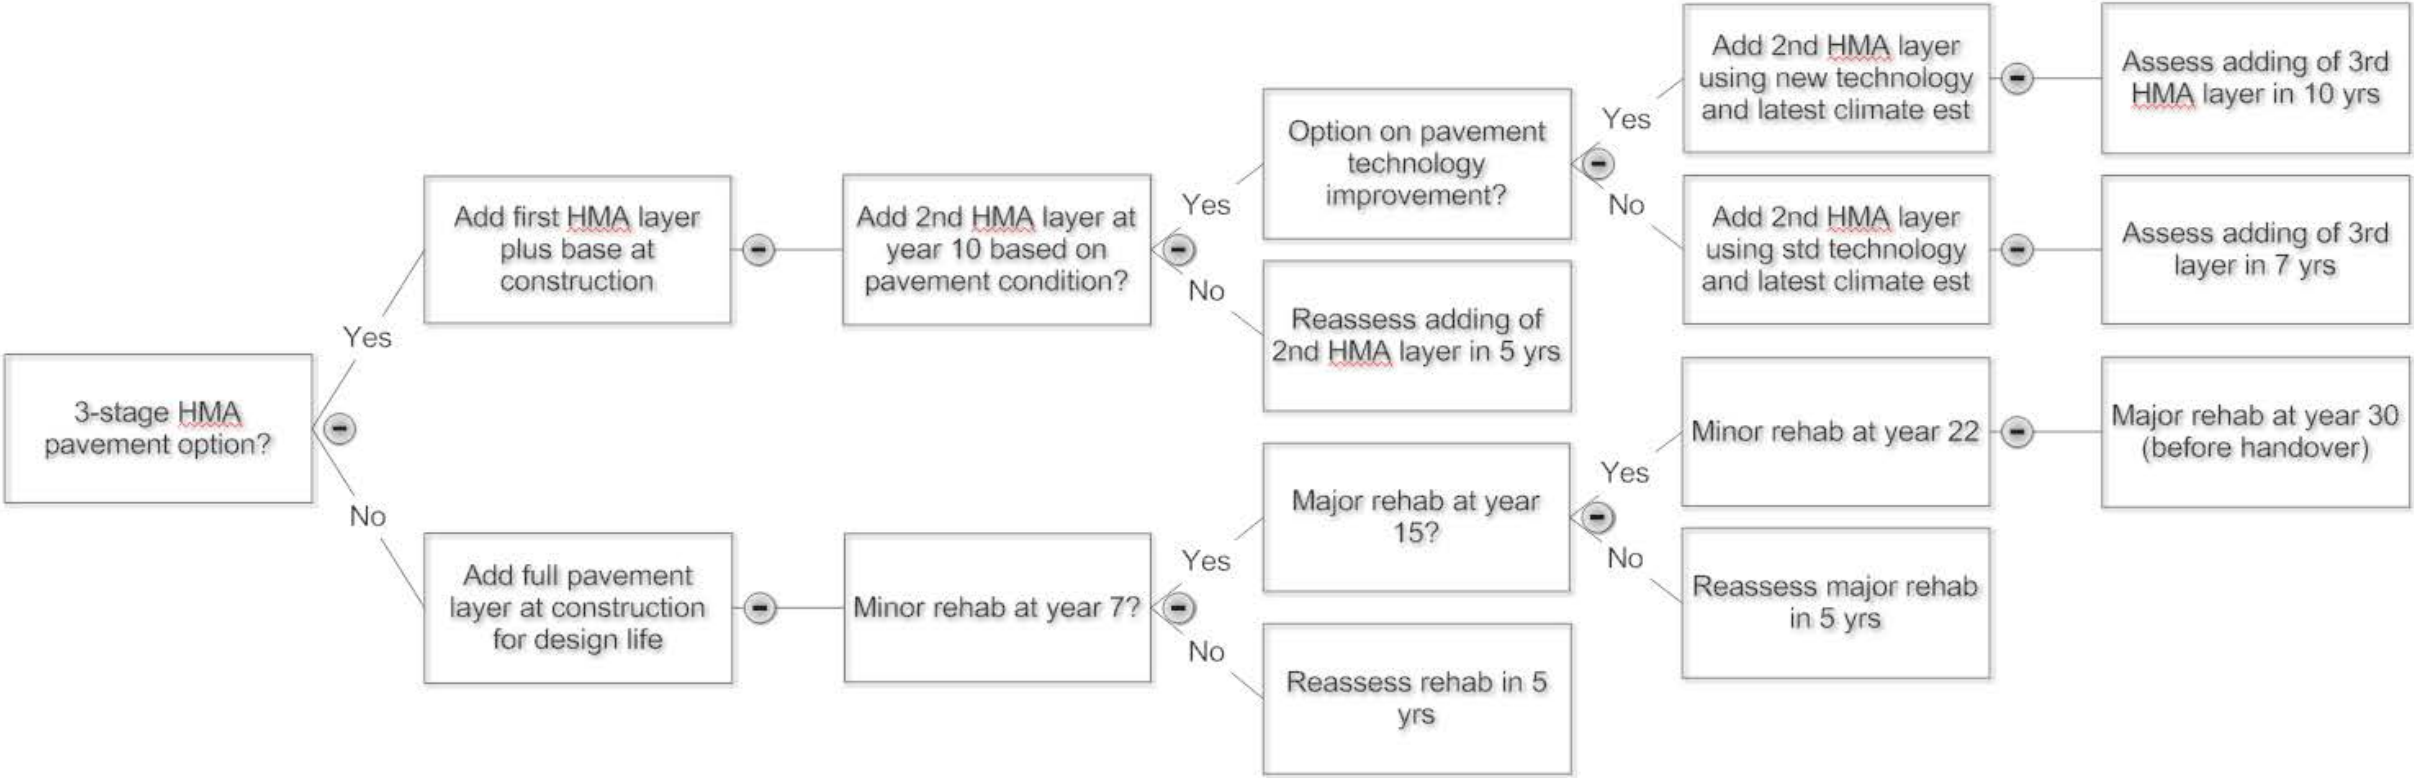 3-stage HMA
pavement option?
Yes
No
Add first HMA layer
plus base at
construction
Add 2nd HMA layer at
year 10 based on
pavement condition?
Yes
No
Option on pavement
technology
improvement?
Yes
No
Add 2nd HMA layer
using new technology
and latest climate est
Assess adding of 3rd
HMA layer in 10 yrs
Add 2nd HMA layer
using std technology
and latest climate est
Assess adding of 3rd
layer in 7 yrs
Reassess adding of
2nd HMA layer in 5 yrs
Add full pavement
layer at construction
for design life
Minor rehab at year 7?
Yes
No
Major rehab at year
15?
Yes
No
Minor rehab at year 22
Major rehab at year 30
(before handover)
Reassess major rehab
in 5 yrs
Reassess rehab in 5
yrs